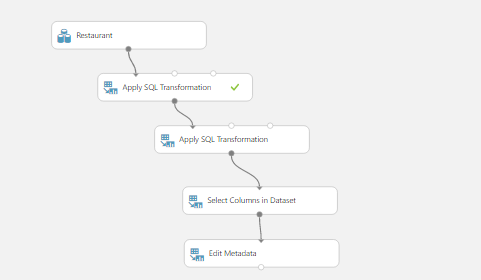 Restaurant
Apply SQL Transformation
Apply SQL Transformation
Select Columns in Dataset
Edit Metadata